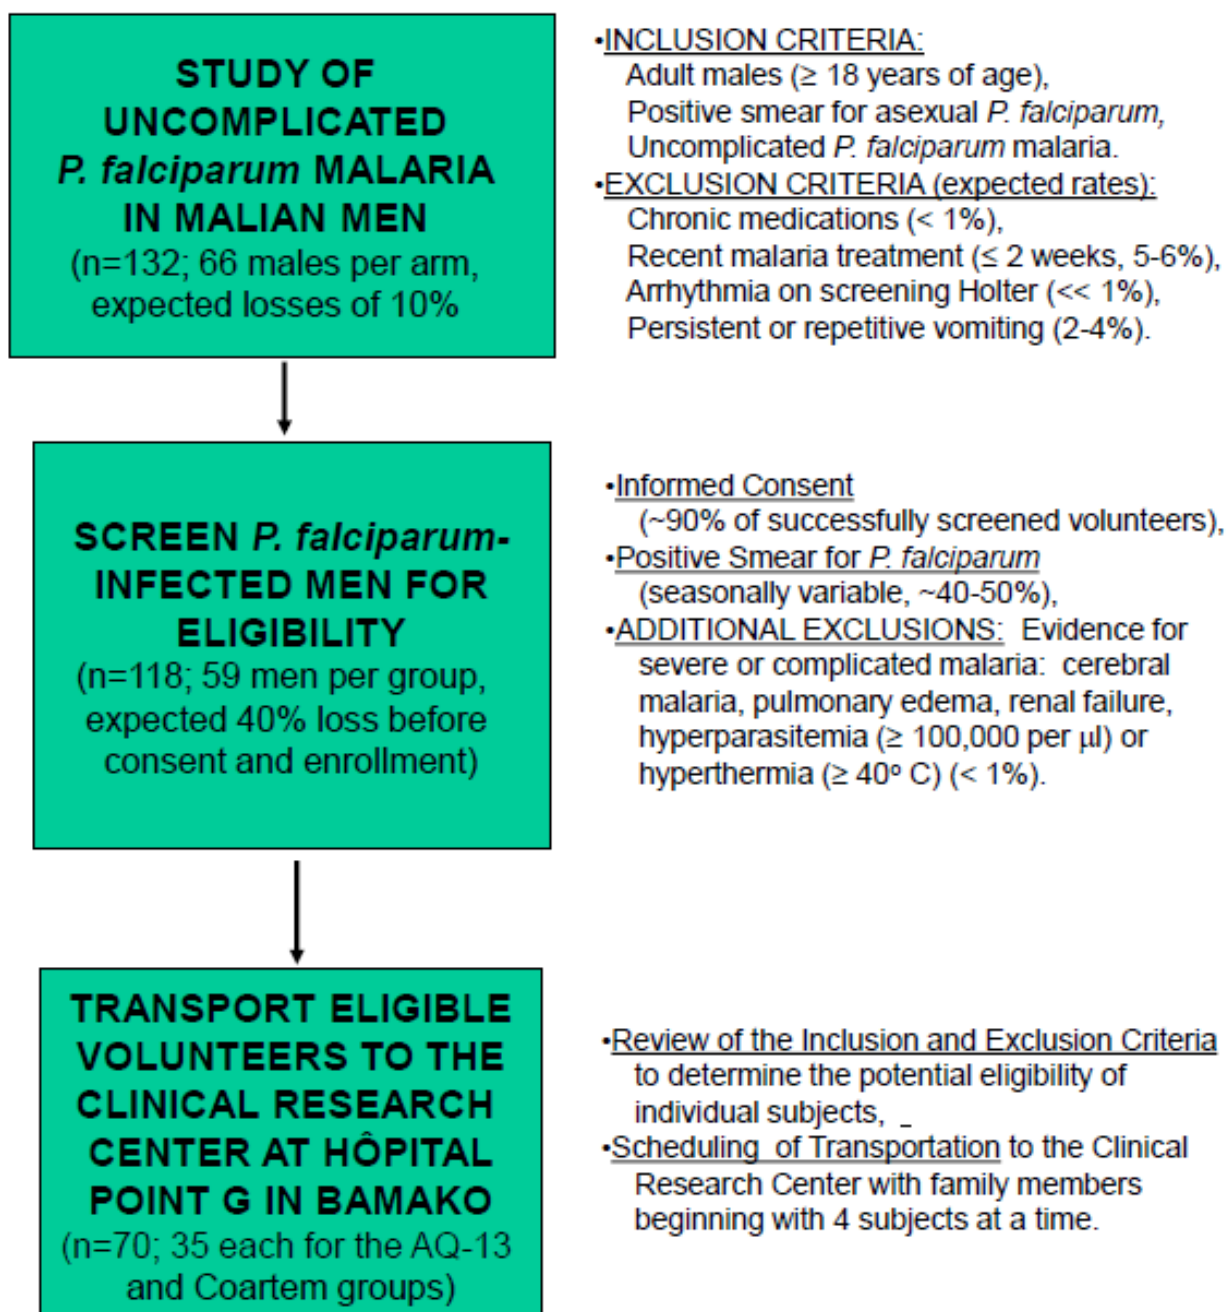 STUDY OF
UNCOMPLICATED
P. falciparum MALARIA
IN MALIAN MEN
(n=132; 66 males per arm,
expected losses of 10%
•INCLUSION CRITERIA:
Adult males (≥ 18 years of age),
Positive smear for asexual P. falciparum,
Uncomplicated P. falciparum malaria.
•EXCLUSION CRITERIA (expected rates):
Chronic medications (< 1%),
Recent malaria treatment (≤ 2 weeks, 5-6%),
Arrhythmia on screening Holter (<< 1%),
Persistent or repetitive vomiting (2-4%).
SCREEN P. falciparum-
INFECTED MEN FOR
ELIGIBILITY
(n=118; 59 men per group,
expected 40% loss before
consent and enrollment)
•Informed Consent
(~90% of successfully screened volunteers),
•Positive Smear for P. falciparum
(seasonally variable, ~40-50%),
•ADDITIONAL EXCLUSIONS: Evidence for
severe or complicated malaria: cerebral
malaria, pulmonary edema, renal failure,
hyperparasitemia (≥ 100,000 per µl) or
hyperthermia (≥ 40º C) (< 1%).
TRANSPORT ELIGIBLE
VOLUNTEERS TO THE
CLINICAL RESEARCH
CENTER AT HÔPITAL
POINT G IN BAMAKO
(n=70; 35 each for the AQ-13
and Coartem groups)
•Review of the Inclusion and Exclusion Criteria
to determine the potential eligibility of
individual subjects, _
•Scheduling of Transportation to the Clinical
Research Center with family members
beginning with 4 subjects at a time.